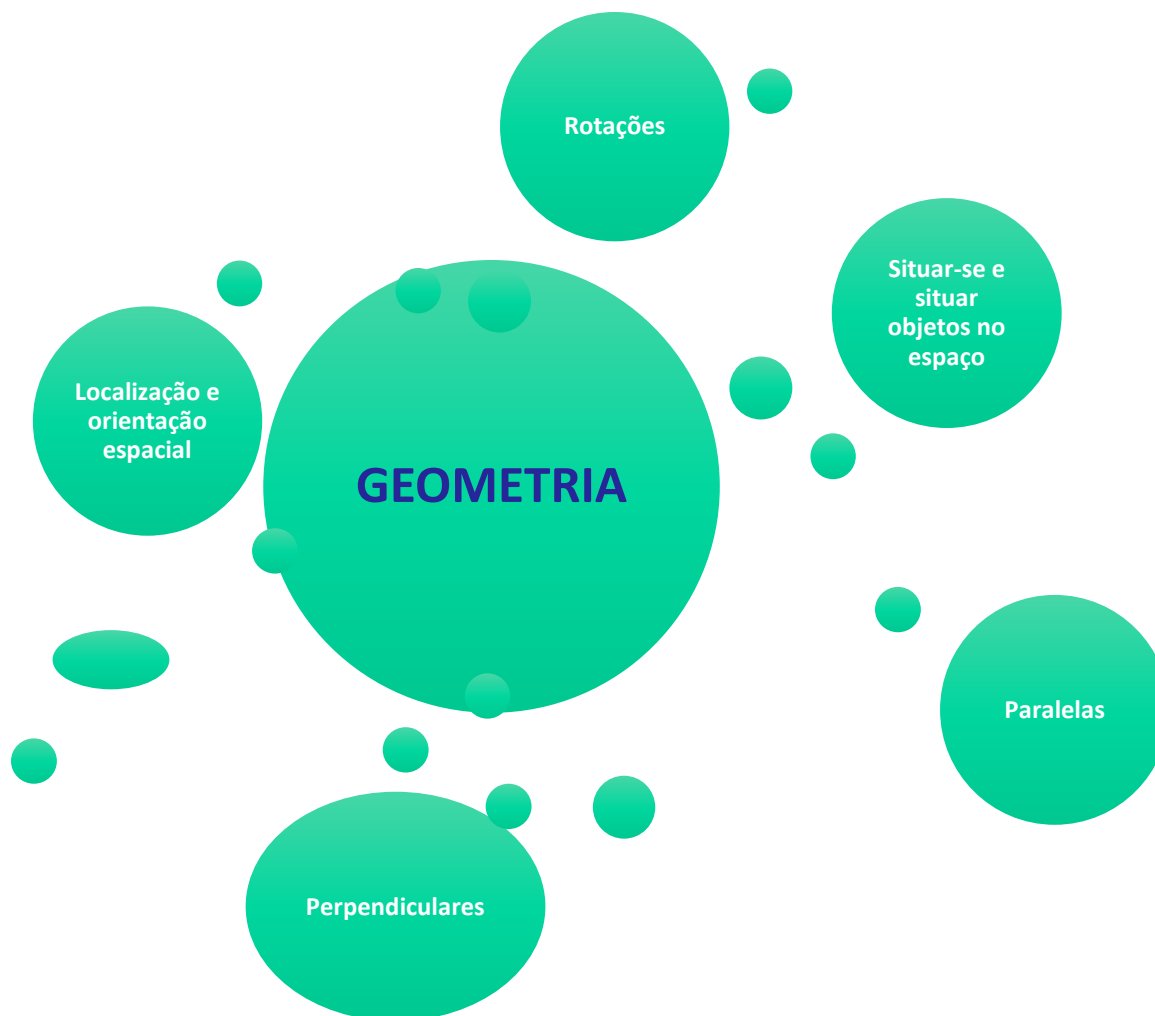 Rotações
Situar-se e
situar
objetos no
espaço
Localização e
orientação
espacial
GEOMETRIA
Paralelas
Perpendiculares